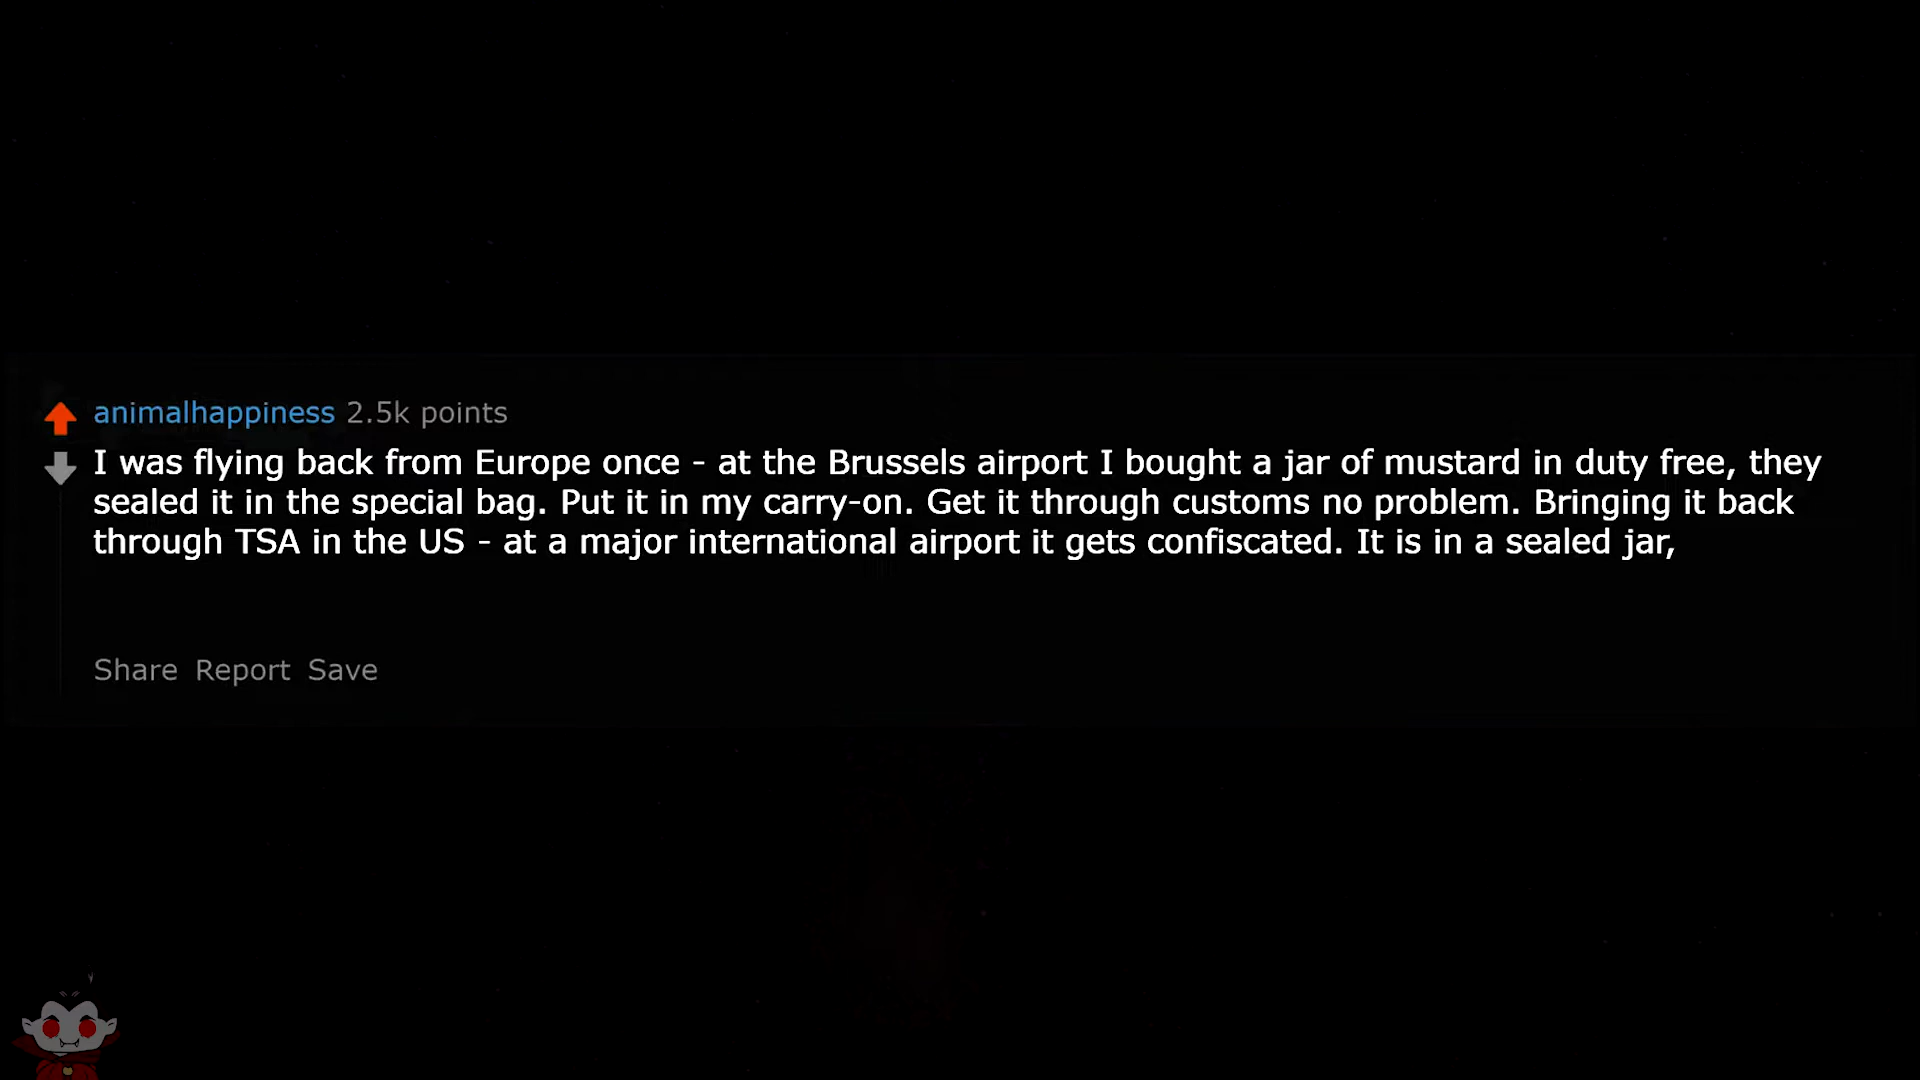 animalhappiness 2.5k points
I was flying back from Europe once - at the Brussels airport I bought a jar of mustard in duty free, they
sealed it in the special bag. Put it in my carry-on. Get it through customs no problem. Bringing it back
through TSA in the US - at a major international airport it gets confiscated. It is in a sealed jar,
Share Report Save